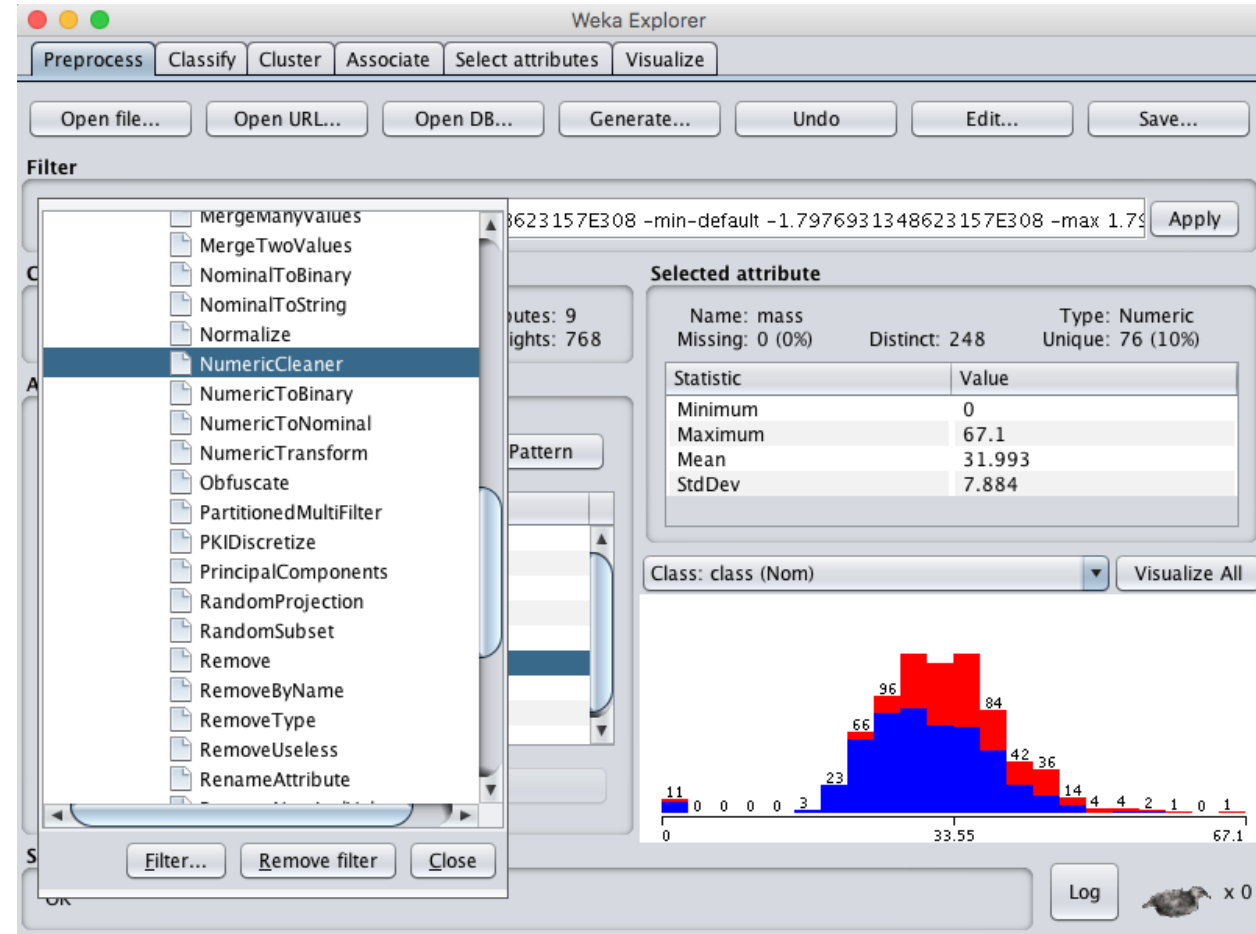 Weka Explorer
Preprocess Classify Cluster Associate Select attributes Visualize
Open file... Open URL... Open DB... Generate... Undo Edit... Save...
Filter
8623157E308 -min-default -1.7976931348623157E308 -max 1.79 Apply
MergeManyValues
MergeTwoValues
NominalToBinary
NominalToString
Normalize
NumericCleaner
NumericToBinary
NumericToNominal
NumericTransform
Obfuscate
PartitionedMultiFilter
PKIDiscretize
PrincipalComponents
RandomProjection
RandomSubset
Remove
RemoveByName
RemoveType
RemoveUseless
RenameAttribute
Filter... Remove filter Close
C
butes: 9
ights: 768
A
Pattern
Selected attribute
Name: mass Type: Numeric
Missing: 0 (0%) Distinct: 248 Unique: 76 (10%)
Statistic Value
Minimum 0
Maximum 67.1
Mean 31.993
StdDev 7.884
Class: class (Nom) Visualize All
11 0 0 0 0 3 23 66 96 84 42 36 14 4 4 2 1 0 1
0 33.55 67.1
S
OK
Log x 0